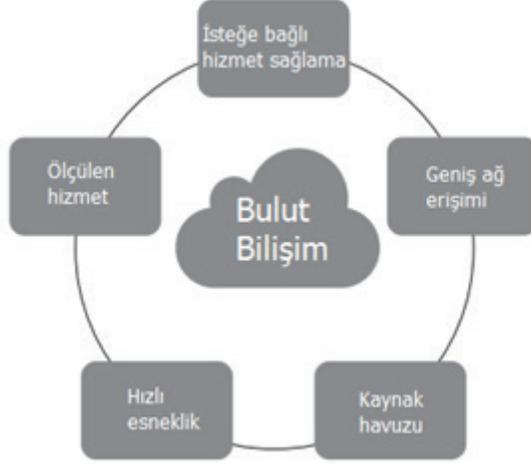 İsteğe bağlı
hizmet sağlama
Ölçülen
hizmet
Geniş ağ
erişimi
Bulut
Bilişim
Hızlı
esneklik
Kaynak
havuzu